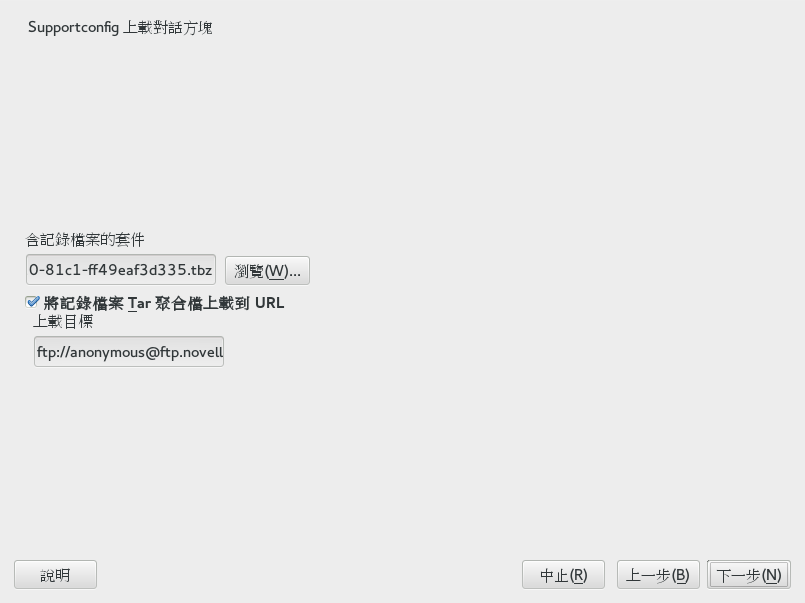 Supportconfig 上載對話方塊
含記錄檔案的套件
0-81c1-ff49eaf3d335.tbz 瀏覽(W)...
將記錄檔案 Tar 聚合檔上載到 URL
上載目標
ftp://anonymous@ftp.novell
說明 中止(R) 上一步(B) 下一步(N)